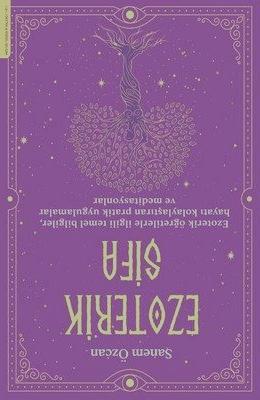 Sanem Özcan
EZOTERİK
ŞİFA
Ezoterik öğretilerle ilgili temel bilgiler,
hayatı kolaylaştıran pratik uygulamalar
ve meditasyonlar